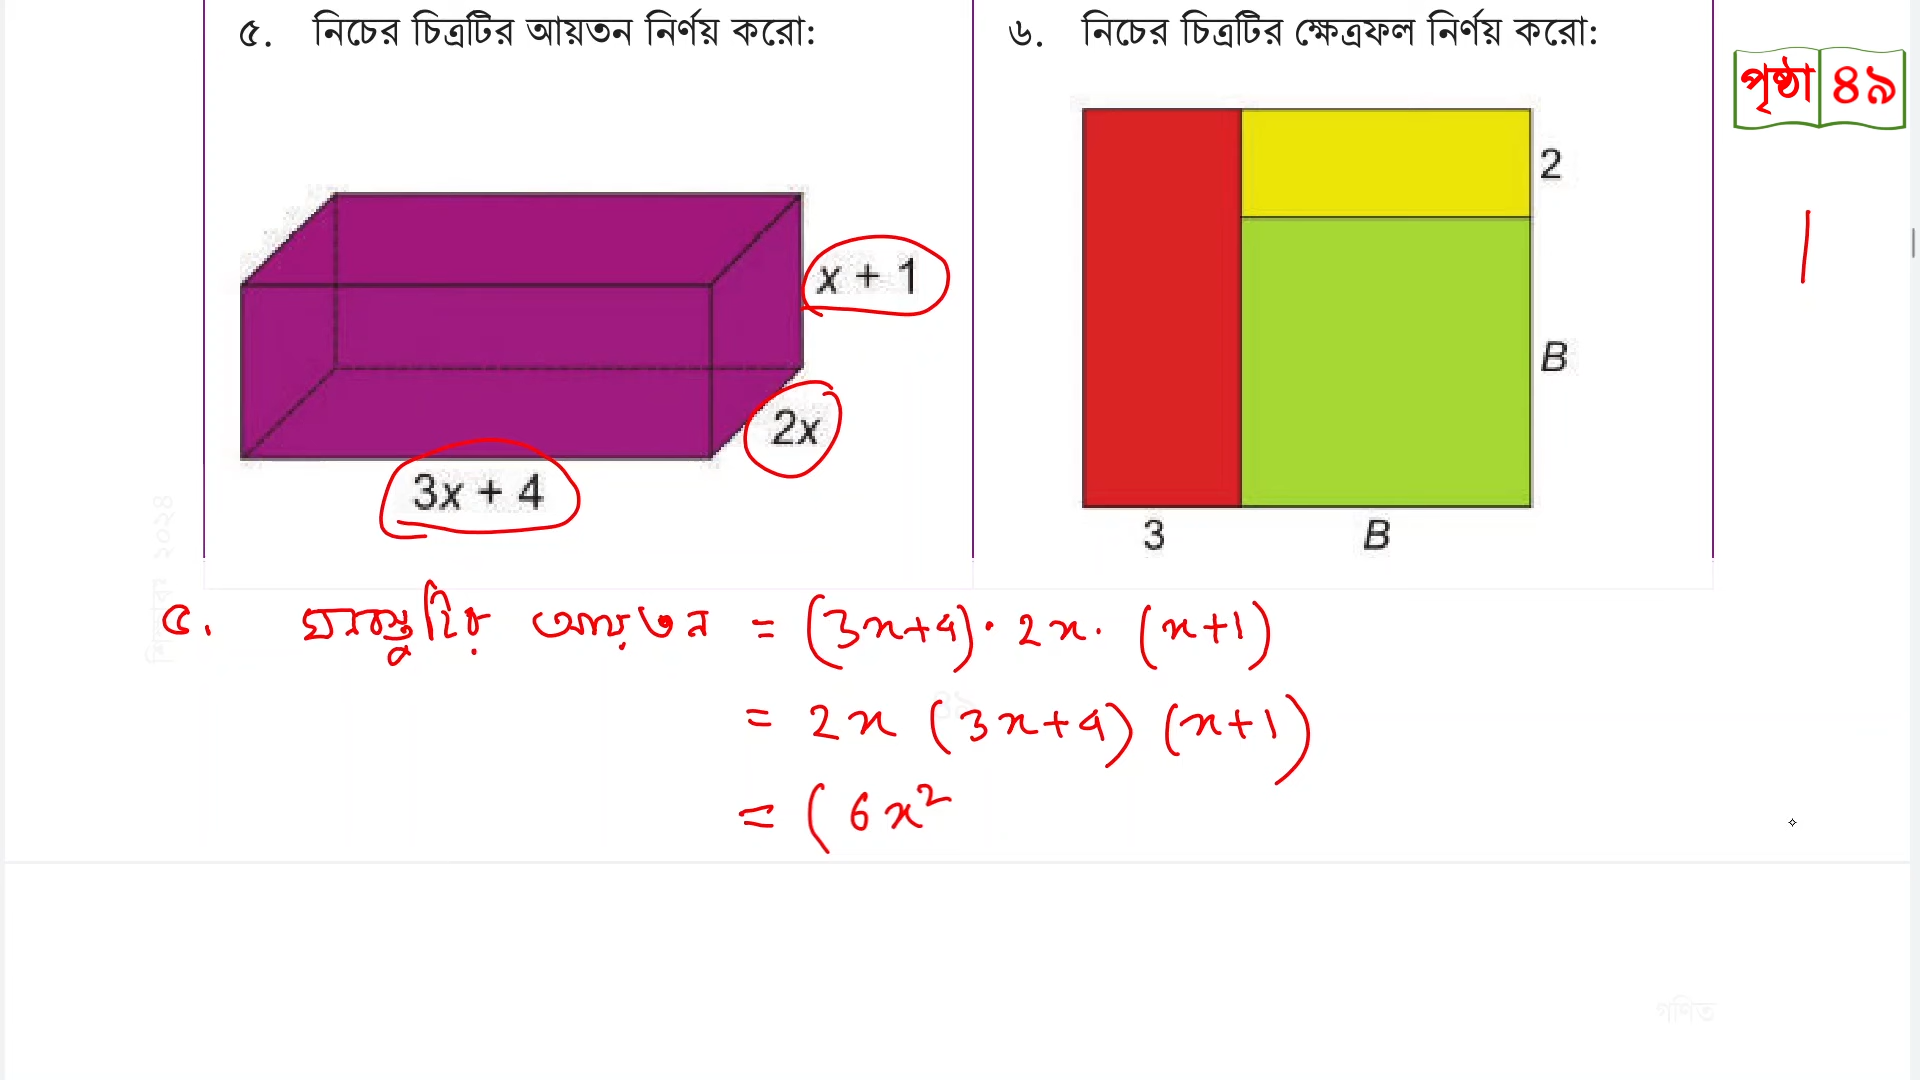 ৫. নিচের চিত্রটির আয়তন নির্ণয় করো:
x + 1
2x
3x + 4
৬. নিচের চিত্রটির ক্ষেত্রফল নির্ণয় করো:
2
B
3 B
পৃষ্ঠা ৪৯
৫. ঘনবস্তুটির আয়তন = (3x+4). 2x. (x+1)
= 2x (3x+4) (x+1)
= (6x²
গণিত